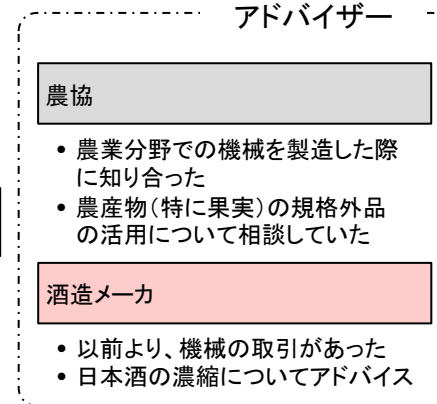 アドバイザー
農協
• 農業分野での機械を製造した際
に知り合った
• 農産物（特に果実）の規格外品
の活用について相談していた
酒造メーカ
• 以前より、機械の取引があった
• 日本酒の濃縮についてアドバイス